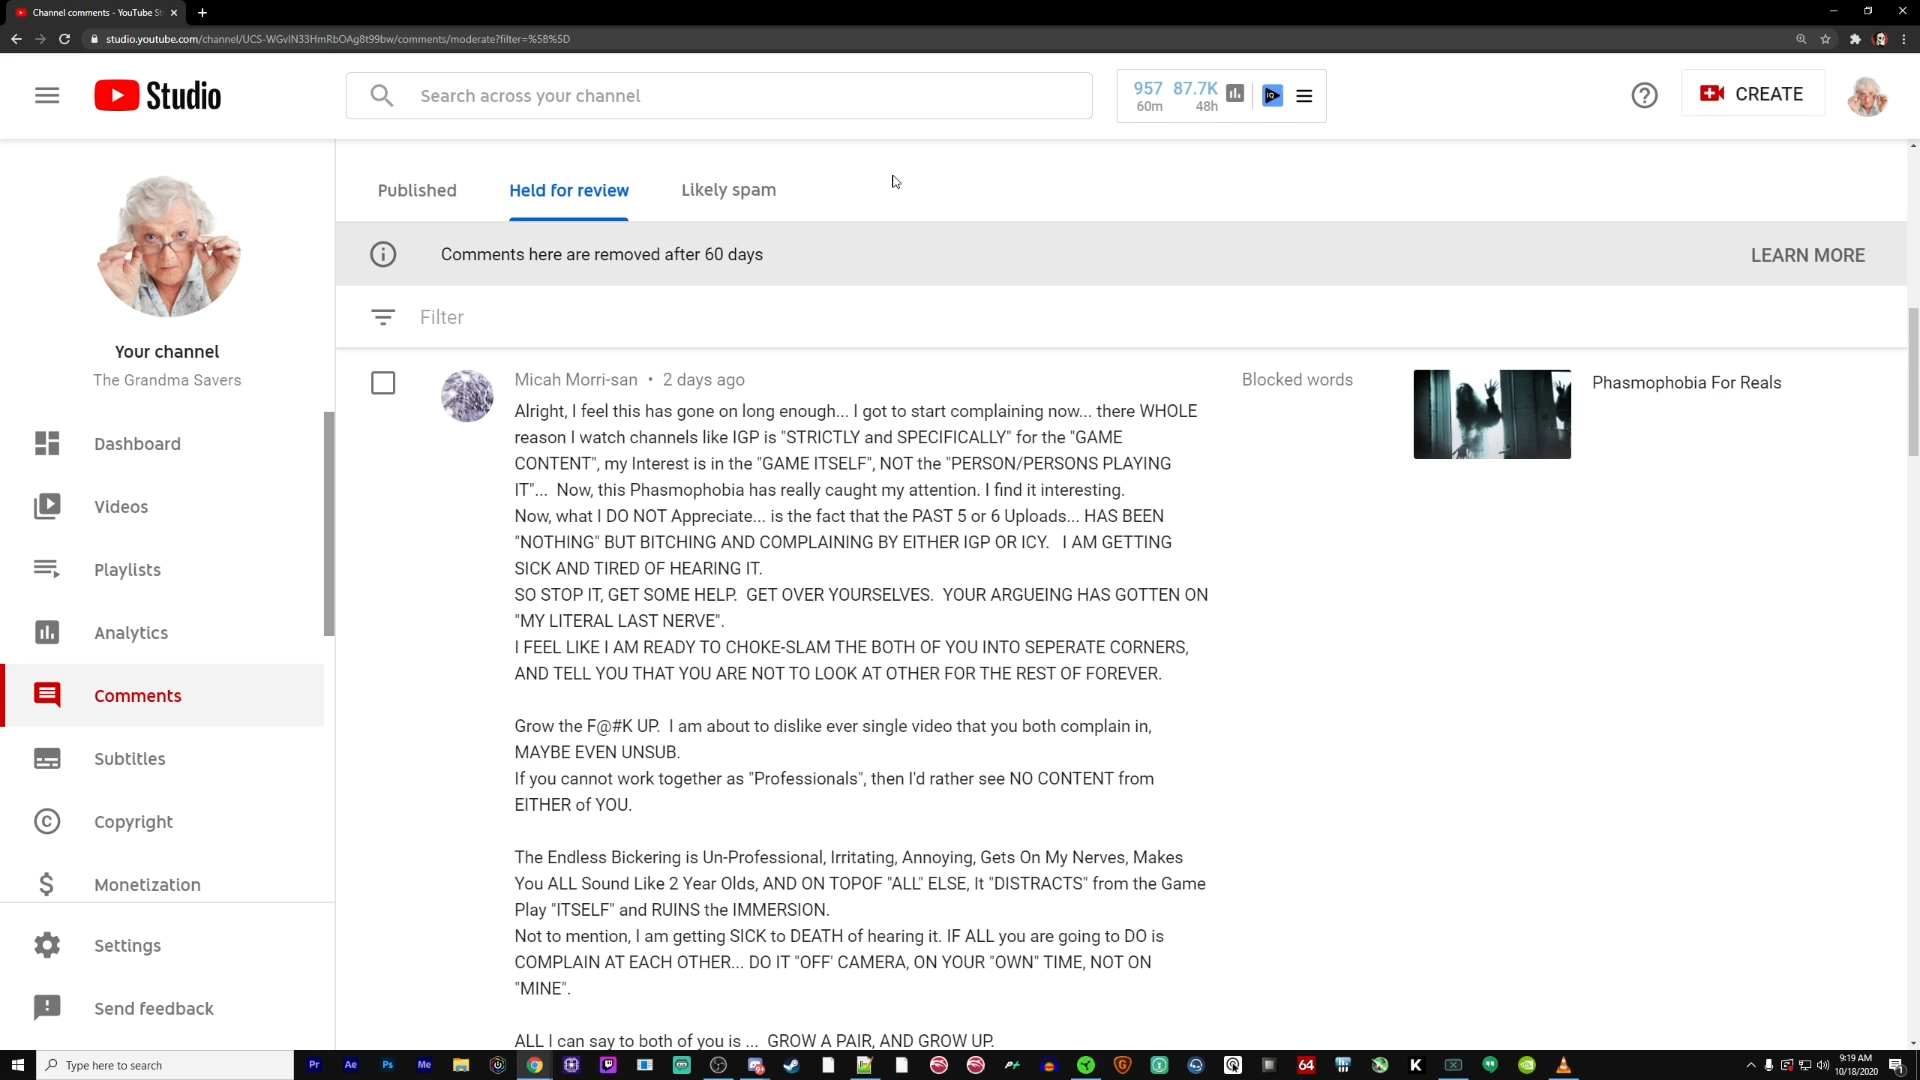 Channel comments - YouTube St
studio.youtube.com/channel/UCS-WGvlN33HmRbOAg8t99bw/comments/moderate?filter=%5B%5D
Studio
Search across your channel
957 87.7K
60m 48h
CREATE
Published Held for review Likely spam
Comments here are removed after 60 days LEARN MORE
Filter
Your channel
The Grandma Savers
Dashboard
Videos
Playlists
Analytics
Comments
Subtitles
Copyright
Monetization
Settings
Send feedback
Micah Morri-san • 2 days ago
Alright, I feel this has gone on long enough... I got to start complaining now... there WHOLE
reason I watch channels like IGP is "STRICTLY and SPECIFICALLY" for the "GAME
CONTENT", my Interest is in the "GAME ITSELF", NOT the "PERSON/PERSONS PLAYING
IT"... Now, this Phasmophobia has really caught my attention. I find it interesting.
Now, what I DO NOT Appreciate... is the fact that the PAST 5 or 6 Uploads... HAS BEEN
"NOTHING" BUT BITCHING AND COMPLAINING BY EITHER IGP OR ICY. I AM GETTING
SICK AND TIRED OF HEARING IT.
SO STOP IT, GET SOME HELP. GET OVER YOURSELVES. YOUR ARGUEING HAS GOTTEN ON
"MY LITERAL LAST NERVE".
I FEEL LIKE I AM READY TO CHOKE-SLAM THE BOTH OF YOU INTO SEPERATE CORNERS,
AND TELL YOU THAT YOU ARE NOT TO LOOK AT OTHER FOR THE REST OF FOREVER.
Grow the F@#K UP. I am about to dislike ever single video that you both complain in,
MAYBE EVEN UNSUB.
If you cannot work together as "Professionals", then I'd rather see NO CONTENT from
EITHER of YOU.
The Endless Bickering is Un-Professional, Irritating, Annoying, Gets On My Nerves, Makes
You ALL Sound Like 2 Year Olds, AND ON TOPOF "ALL" ELSE, It "DISTRACTS" from the Game
Play "ITSELF" and RUINS the IMMERSION.
Not to mention, I am getting SICK to DEATH of hearing it. IF ALL you are going to DO is
COMPLAIN AT EACH OTHER... DO IT "OFF' CAMERA, ON YOUR "OWN" TIME, NOT ON
"MINE".
ALL I can say to both of you is ... GROW A PAIR, AND GROW UP.
Blocked words
Phasmophobia For Reals
Type here to search
Pr
Ae
Ps
Me
64
K
9:19 AM
10/18/2020